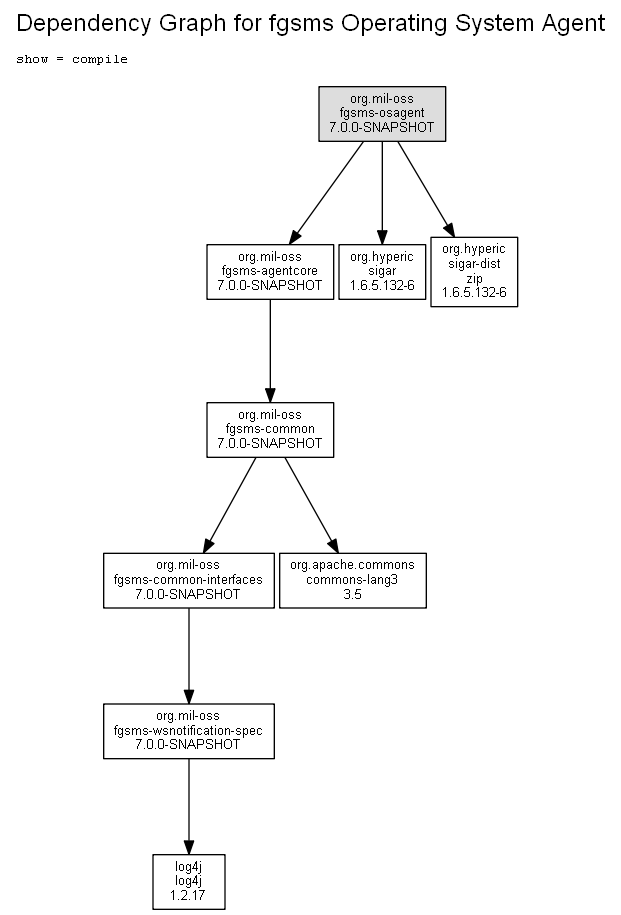 Dependency Graph for fgsms Operating System Agent
show = compile
org.mil-oss
fgsms-osagent
7.0.0-SNAPSHOT
org.mil-oss
fgsms-agentcore
7.0.0-SNAPSHOT
org.hyperic
sigar
1.6.5.132-6
org.hyperic
sigar-dist
zip
1.6.5.132-6
org.mil-oss
fgsms-common
7.0.0-SNAPSHOT
org.mil-oss
fgsms-common-interfaces
7.0.0-SNAPSHOT
org.apache.commons
commons-lang3
3.5
org.mil-oss
fgsms-wsnotification-spec
7.0.0-SNAPSHOT
log4j
log4j
1.2.17